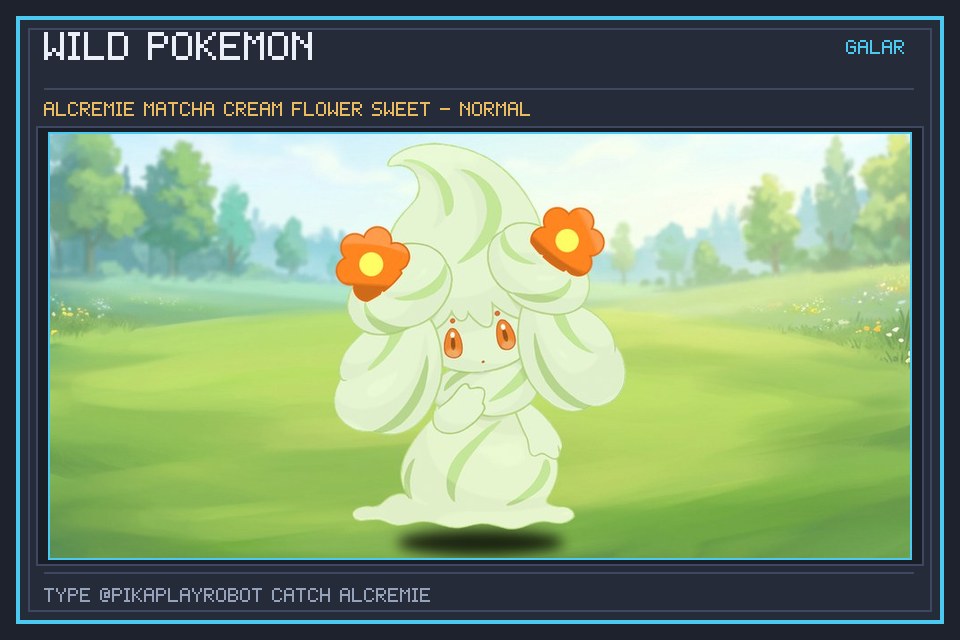 WILD POKEMON
GALAR
ALCREMIE MATCHA CREAM FLOWER SWEET - NORMAL
TYPE @PIKAPLAYROBOT CATCH ALCREMIE